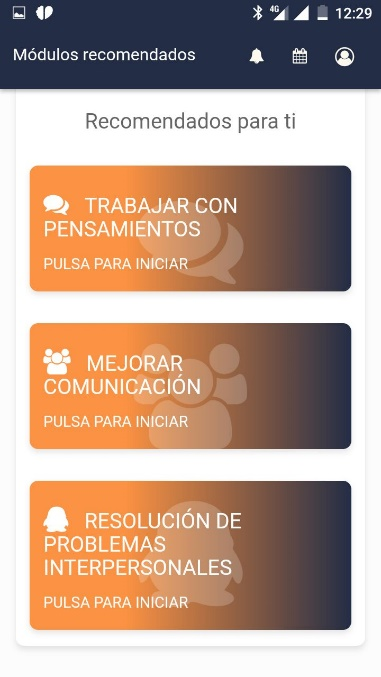 4G 12:29
Módulos recomendados
Recomendados para ti
TRABAJAR CON
PENSAMIENTOS
PULSA PARA INICIAR
MEJORAR
COMUNICACIÓN
PULSA PARA INICIAR
RESOLUCIÓN DE
PROBLEMAS
INTERPERSONALES
PULSA PARA INICIAR